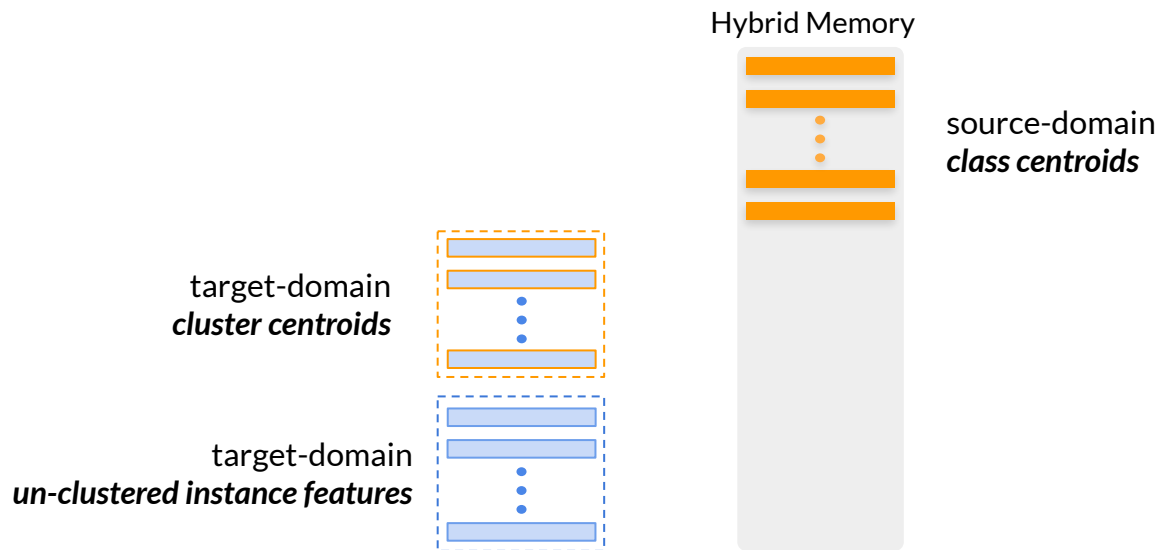 Hybrid Memory
source-domain
class centroids
target-domain
cluster centroids
target-domain
un-clustered instance features